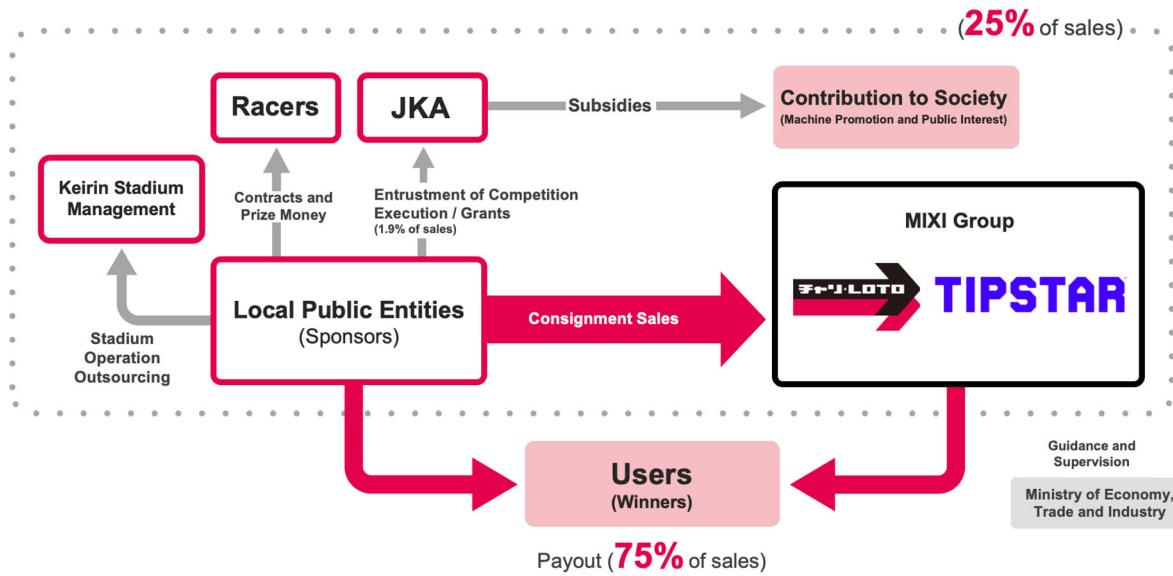 (25% of sales)
Racers
JKA
Subsidies
Contribution to Society
(Machine Promotion and Public Interest)
Keirin Stadium
Management
Contracts and
Prize Money
Entrustment of Competition
Execution / Grants
(1.9% of sales)
MIXI Group
チャリ・LOTO
TIPSTAR
Local Public Entities
(Sponsors)
Consignment Sales
Stadium
Operation
Outsourcing
Users
(Winners)
Guidance and
Supervision
Ministry of Economy,
Trade and Industry
Payout (75% of sales)